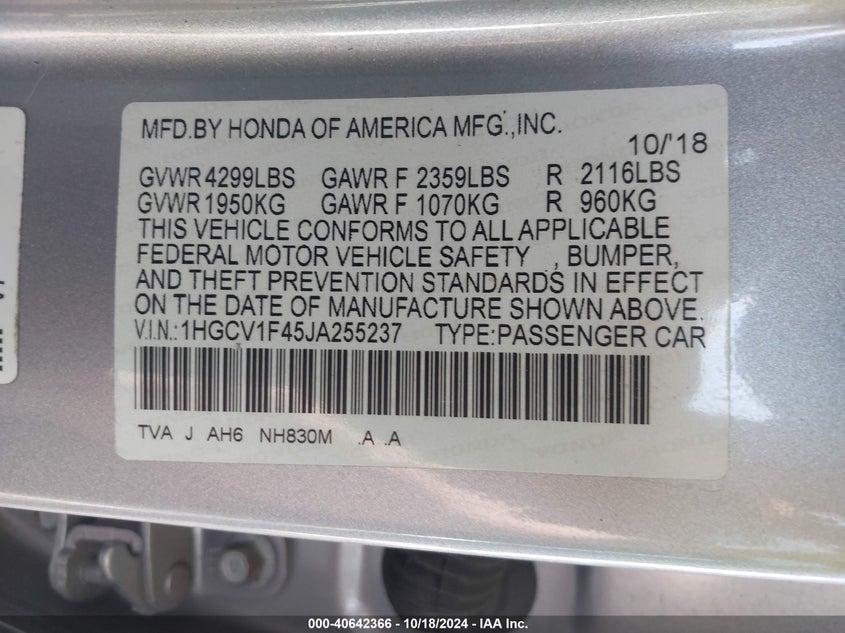 MFD.BY HONDA OF AMERICA MFG.,INC.
10/'18
GVWR 4299LBS GAWR F 2359LBS R 2116LBS
GVWR 1950KG GAWR F 1070KG R 960KG
THIS VEHICLE CONFORMS TO ALL APPLICABLE
FEDERAL MOTOR VEHICLE SAFETY , BUMPER,
AND THEFT PREVENTION STANDARDS IN EFFECT
ON THE DATE OF MANUFACTURE SHOWN ABOVE.
V.I.N.:1HGCV1F45JA255237 TYPE:PASSENGER CAR
TVA J AH6 NH830M .A .A
000-40642366 - 10/18/2024 - IAA Inc.